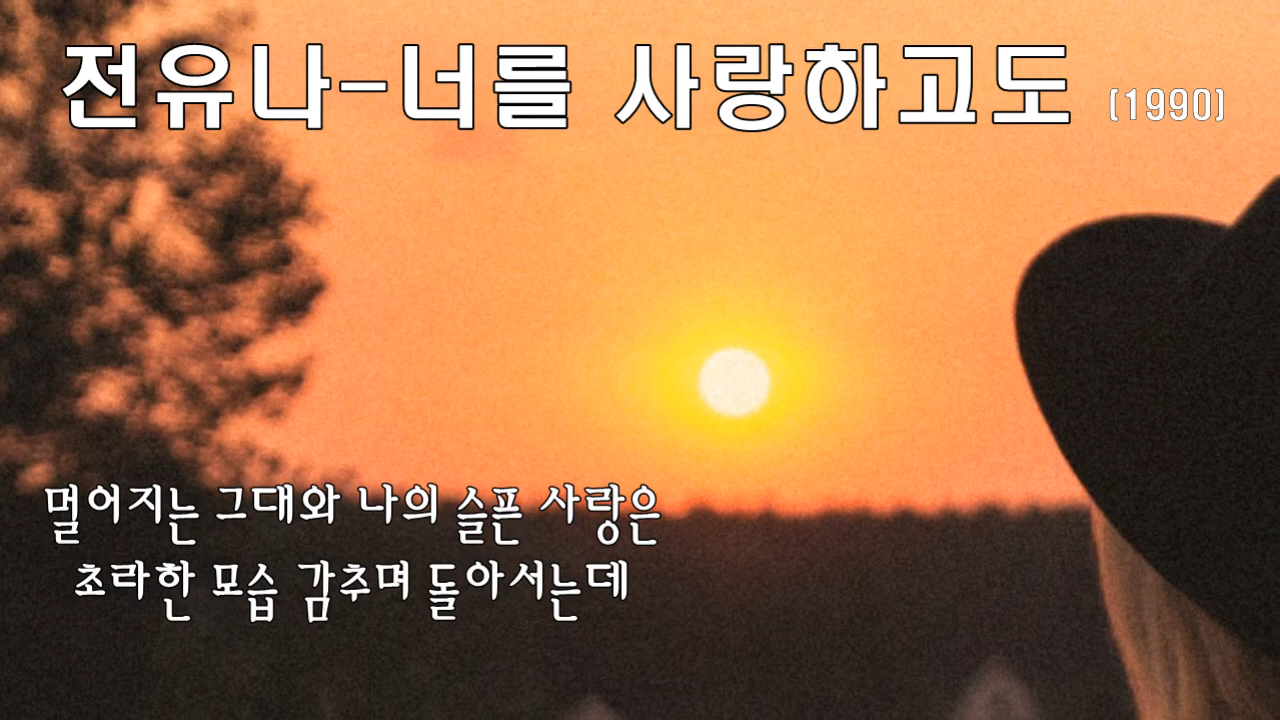 전유나-너를 사랑하고도 (1990)
멀어지는 그대와 나의 슬픈 사랑은
초라한 모습 감추며 돌아서는데